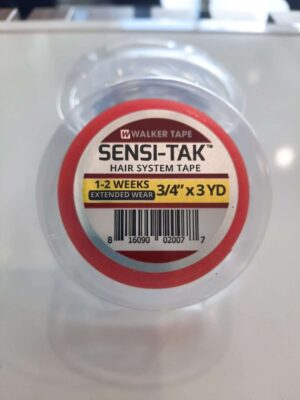 W WALKER TAPE
SENSI-TAK™
HAIR SYSTEM TAPE
1-2 WEEKS
EXTENDED WEAR
3/4" x 3 YD
8 16090 02007 7